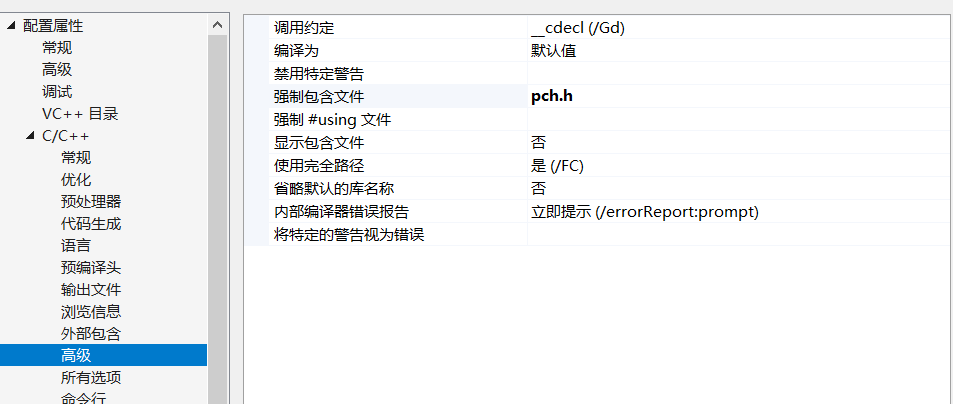 配置属性
常规
高级
调试
VC++ 目录
C/C++
常规
优化
预处理器
代码生成
语言
预编译头
输出文件
浏览信息
外部包含
高级
所有选项
命令行
调用约定 __cdecl (/Gd)
编译为 默认值
禁用特定警告
强制包含文件 pch.h
强制 #using 文件
显示包含文件 否
使用完全路径 是 (/FC)
省略默认的库名称 否
内部编译器错误报告 立即提示 (/errorReport:prompt)
将特定的警告视为错误